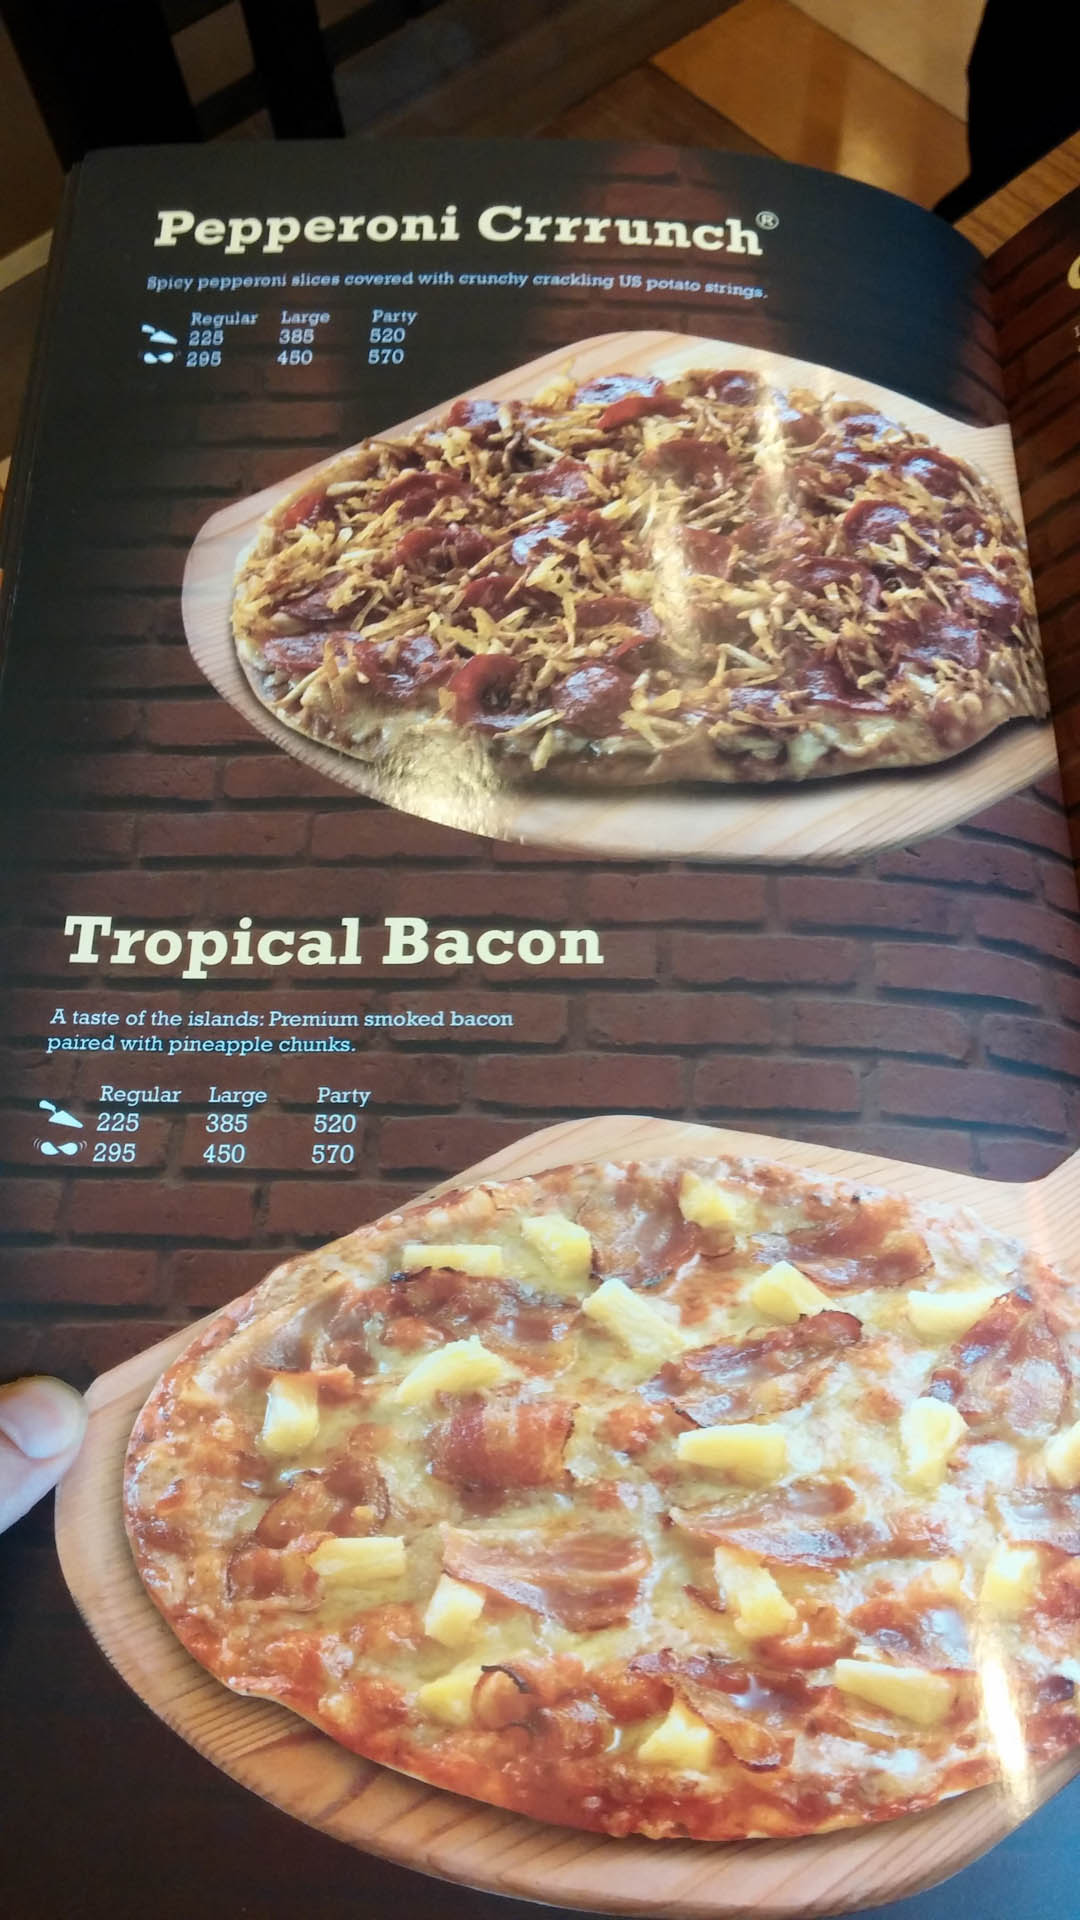 Pepperoni Crrrunch®
Spicy pepperoni slices covered with crunchy crackling US potato strings.
Regular Large Party
225 385 520
295 450 570
Tropical Bacon
A taste of the islands: Premium smoked bacon
paired with pineapple chunks.
Regular Large Party
225 385 520
295 450 570